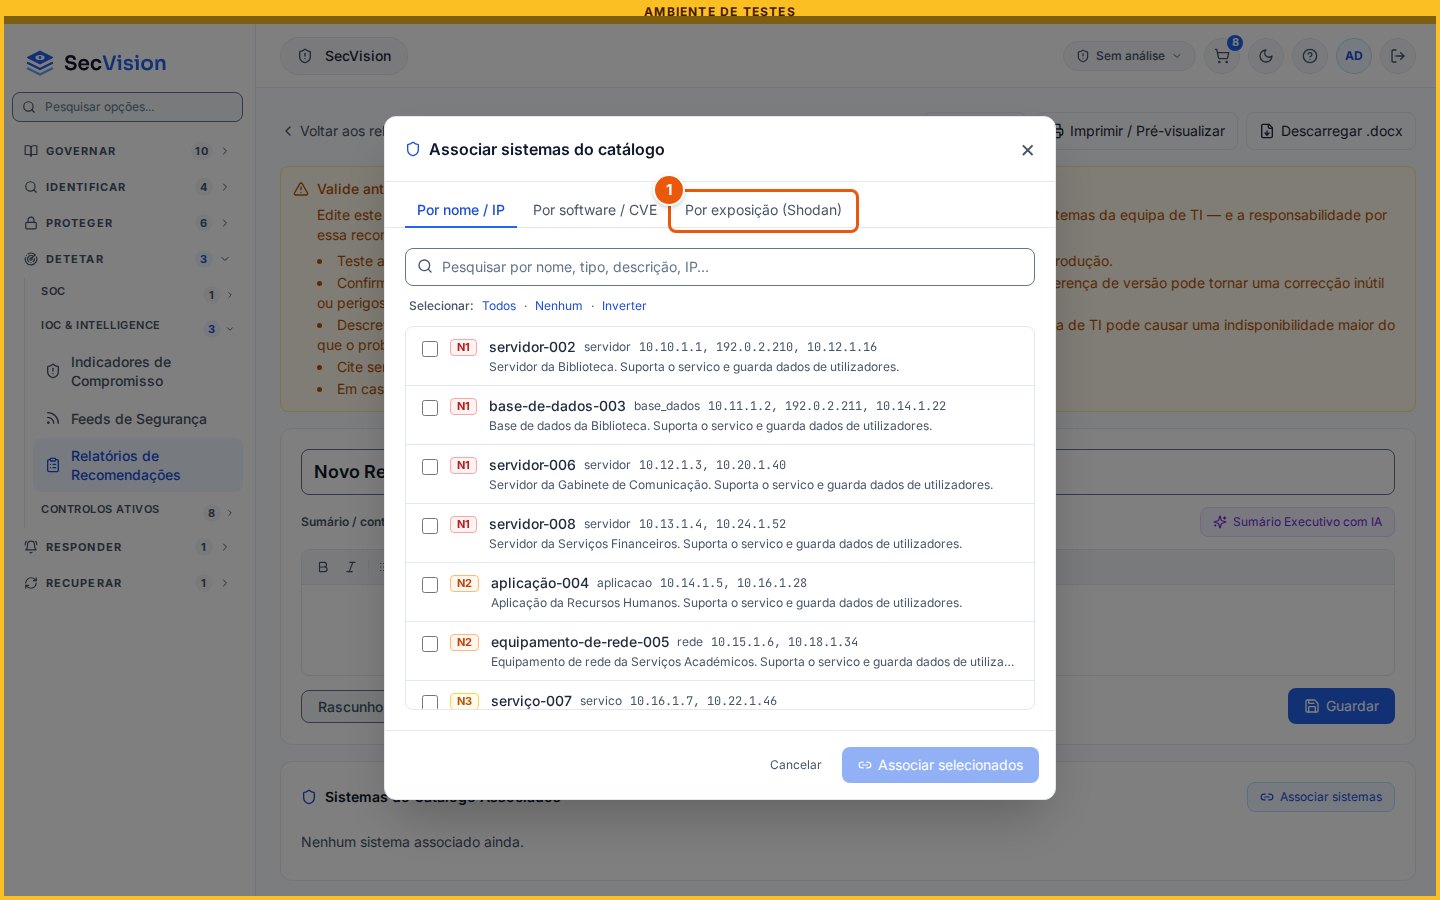 AMBIENTE DE TESTES
SecVision
Pesquisar opções...
GOVERNAR 10
IDENTIFICAR 4
PROTEGER 6
DETETAR 3
SOC 1
IOC & INTELLIGENCE 3
Indicadores de
Compromisso
Feeds de Segurança
Relatórios de
Recomendações
CONTROLOS ATIVOS 8
RESPONDER 1
RECUPERAR 1
SecVision
Sem análise
8
AD
Voltar aos rel
Imprimir / Pré-visualizar
Descarregar .docx
Valide ant
Edite este
temas da equipa de TI — e a responsabilidade por
essa recor
Teste a
rodução.
Confirm
erença de versão pode tornar uma correcção inútil
ou perigos
Descre
a de TI pode causar uma indisponibilidade maior do
que o prob
Cite se
Em cas
Novo Re
Sumário / cont
Sumário Executivo com IA
B I
Rascunho
Guardar
Sistemas do Catálogo Associados
Associar sistemas
Nenhum sistema associado ainda.
Associar sistemas do catálogo
1
Por nome / IP
Por software / CVE
Por exposição (Shodan)
Pesquisar por nome, tipo, descrição, IP...
Selecionar: Todos · Nenhum · Inverter
N1 servidor-002 servidor 10.10.1.1, 192.0.2.210, 10.12.1.16
Servidor da Biblioteca. Suporta o servico e guarda dados de utilizadores.
N1 base-de-dados-003 base_dados 10.11.1.2, 192.0.2.211, 10.14.1.22
Base de dados da Biblioteca. Suporta o servico e guarda dados de utilizadores.
N1 servidor-006 servidor 10.12.1.3, 10.20.1.40
Servidor da Gabinete de Comunicação. Suporta o servico e guarda dados de utilizadores.
N1 servidor-008 servidor 10.13.1.4, 10.24.1.52
Servidor da Serviços Financeiros. Suporta o servico e guarda dados de utilizadores.
N2 aplicação-004 aplicacao 10.14.1.5, 10.16.1.28
Aplicação da Recursos Humanos. Suporta o servico e guarda dados de utilizadores.
N2 equipamento-de-rede-005 rede 10.15.1.6, 10.18.1.34
Equipamento de rede da Serviços Académicos. Suporta o servico e guarda dados de utiliza...
N3 serviço-007 servico 10.16.1.7, 10.22.1.46
Cancelar
Associar selecionados